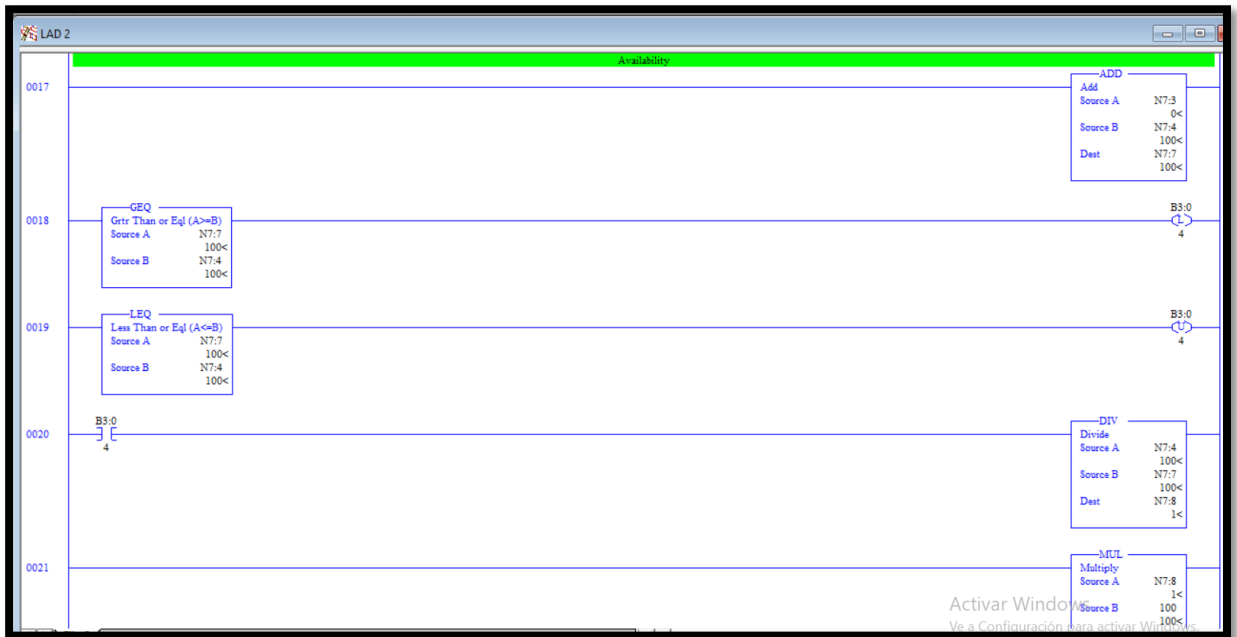 LAD 2
Availability
0017
ADD
Add
Source A N7:3
0<
Source B N7:4
100<
Dest N7:7
100<
0018
GEQ
Grtr Than or Eql (A>=B)
Source A N7:7
100<
Source B N7:4
100<
B3:0
L
4
0019
LEQ
Less Than or Eql (A<=B)
Source A N7:7
100<
Source B N7:4
100<
B3:0
U
4
0020
B3:0
4
DIV
Divide
Source A N7:4
100<
Source B N7:7
100<
Dest N7:8
1<
0021
MUL
Multiply
Source A N7:8
1<
Source B 100
100<
Activar Windows
Ve a Configuración para activar Windows.